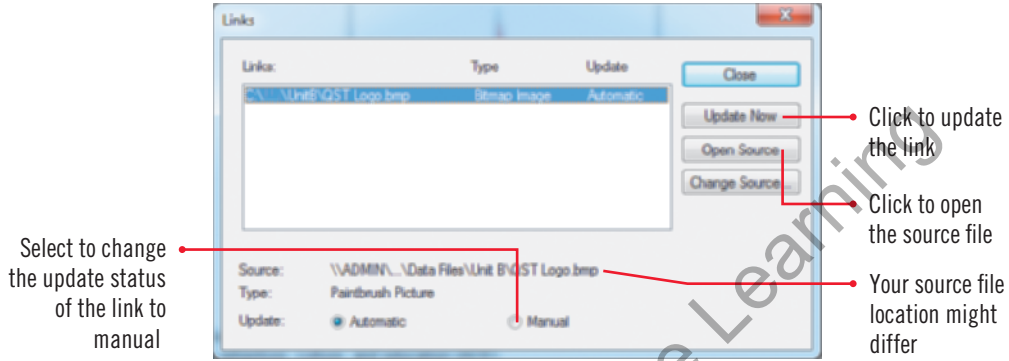 Links
Links: Type Update
C:\...\UnitB\QST Logo.bmp Bitmap Image Automatic
Close
Update Now
Open Source
Change Source...
Source: \\ADMIN\...\Data Files\Unit B\QST Logo.bmp
Type: Paintbrush Picture
Update: Automatic Manual
Click to update
the link
Click to open
the source file
Your source file
location might
differ
Select to change
the update status
of the link to
manual
Learning